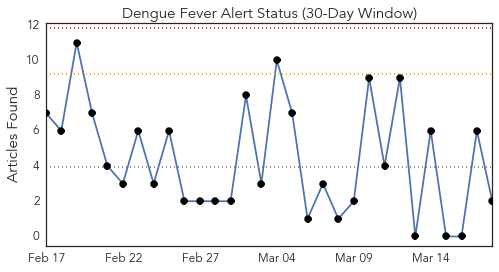 Dengue Fever Alert Status (30-Day Window)
Articles Found
12
10
8
6
4
2
0
Feb 17 Feb 22 Feb 27 Mar 04 Mar 09 Mar 14